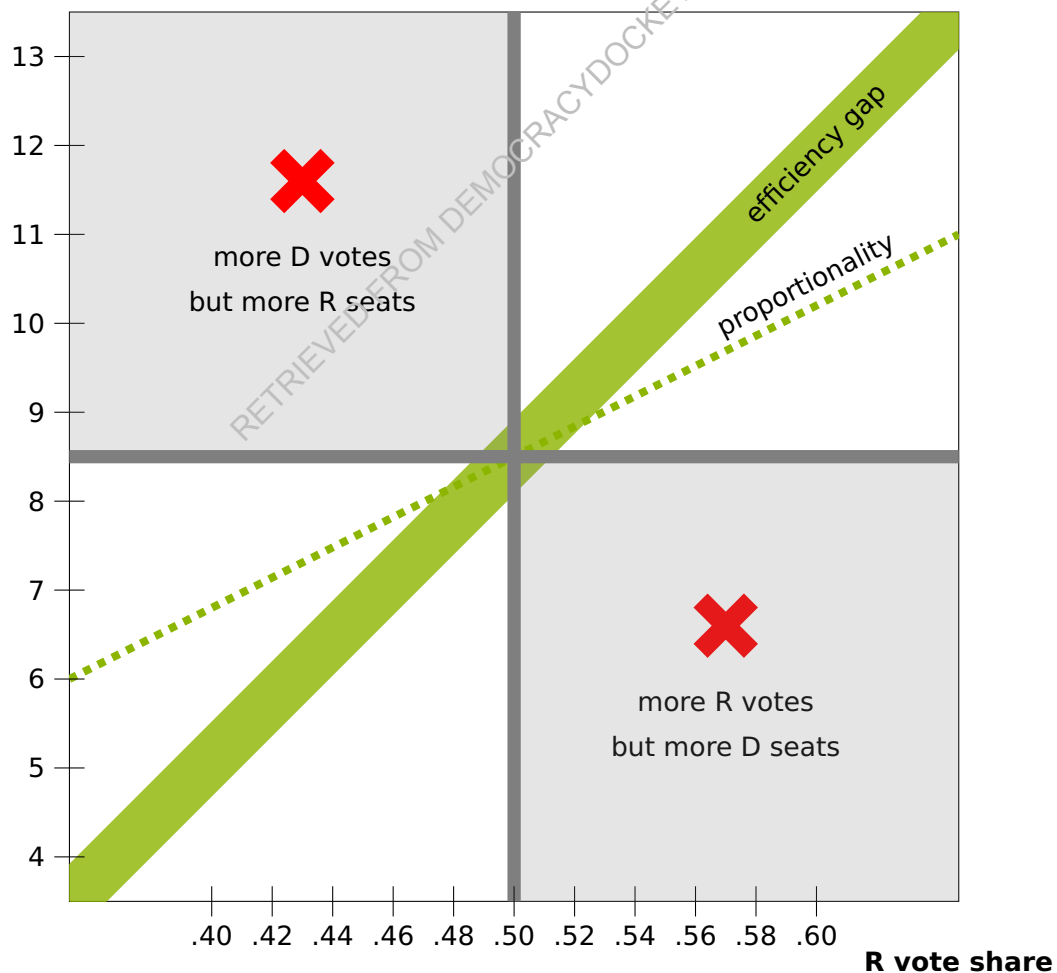 13
12
11
10
9
8
7
6
5
4
RETRIEVED FROM DEMOCRACYDOCKET
efficiency gap
proportionality
more D votes
but more R seats
more R votes
but more D seats
.40 .42 .44 .46 .48 .50 .52 .54 .56 .58 .60
R vote share